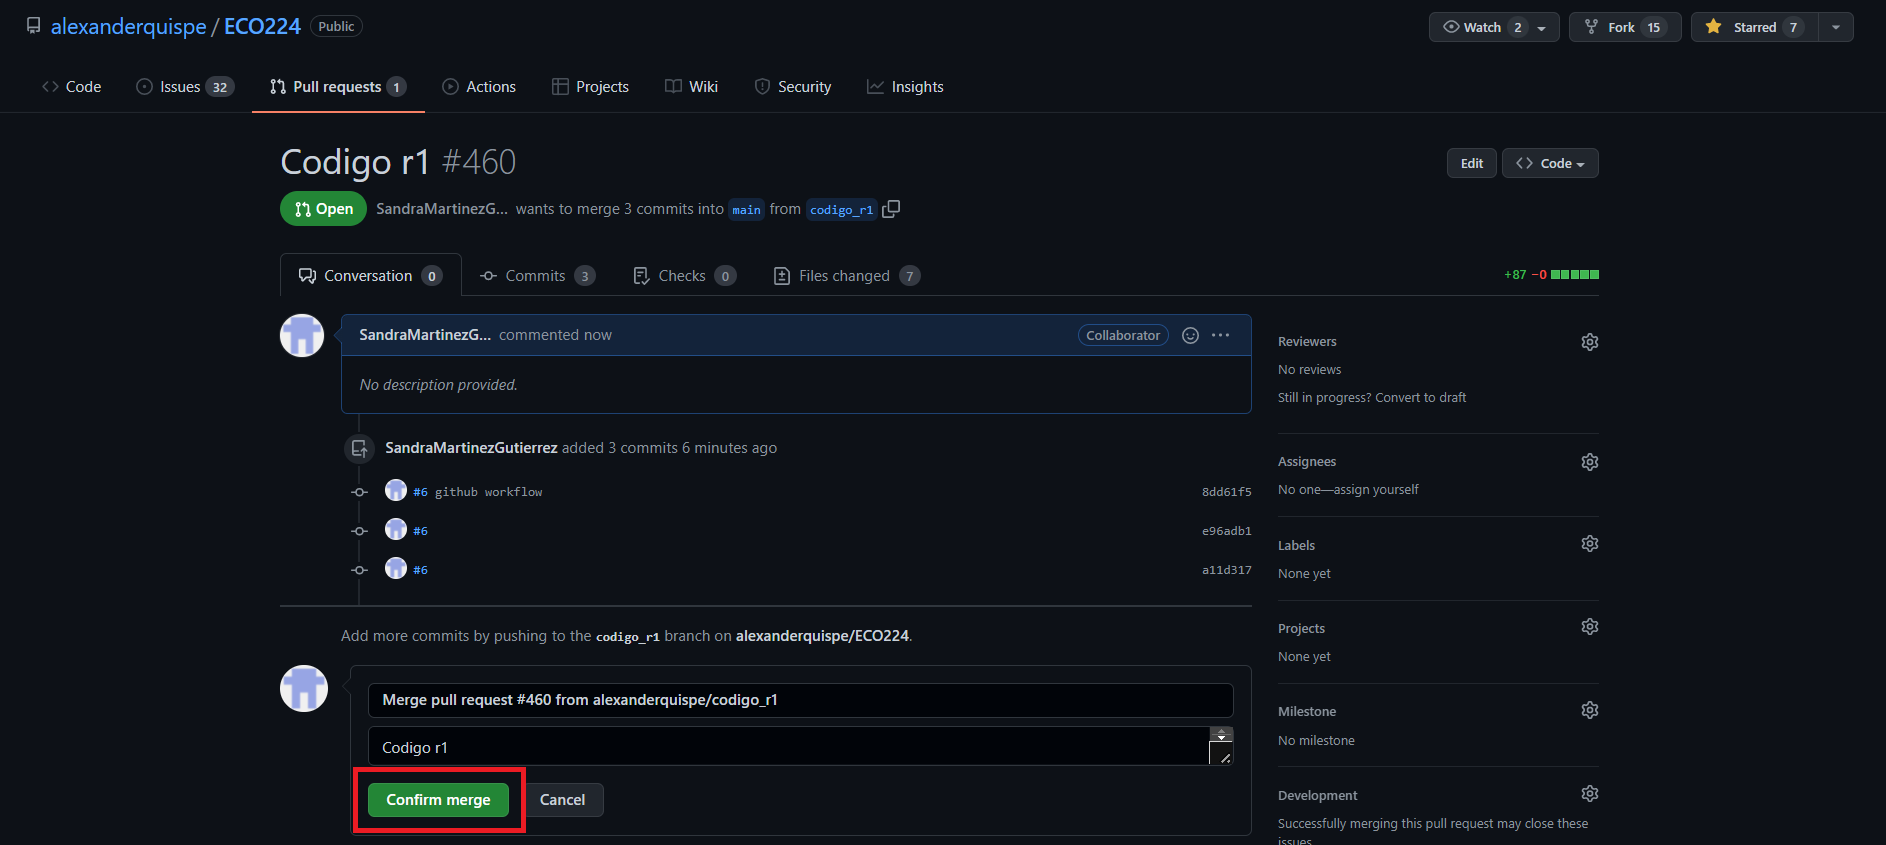 alexanderquispe / ECO224 Public
Watch 2 Fork 15 Starred 7
Code Issues 32 Pull requests 1 Actions Projects Wiki Security Insights
Codigo r1 #460
Edit Code
Open SandraMartinezG... wants to merge 3 commits into main from codigo_r1
Conversation 0 Commits 3 Checks 0 Files changed 7
+87 −0
SandraMartinezG... commented now
Collaborator
No description provided.
SandraMartinezGutierrez added 3 commits 6 minutes ago
#6 github workflow 8dd61f5
#6 e96adb1
#6 a11d317
Add more commits by pushing to the codigo_r1 branch on alexanderquispe/ECO224.
Merge pull request #460 from alexanderquispe/codigo_r1
Codigo r1
Confirm merge Cancel
Reviewers
No reviews
Still in progress? Convert to draft
Assignees
No one—assign yourself
Labels
None yet
Projects
None yet
Milestone
No milestone
Development
Successfully merging this pull request may close these
issues